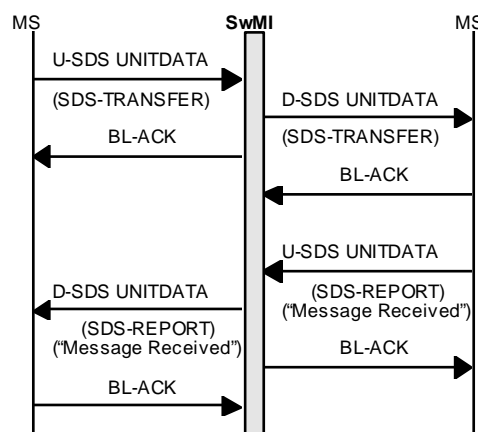 MS
SwMI
MS
U-SDS UNITDATA
(SDS-TRANSFER)
D-SDS UNITDATA
(SDS-TRANSFER)
BL-ACK
BL-ACK
U-SDS UNITDATA
(SDS-REPORT)
(“Message Received”)
D-SDS UNITDATA
(SDS-REPORT)
(“Message Received”)
BL-ACK
BL-ACK